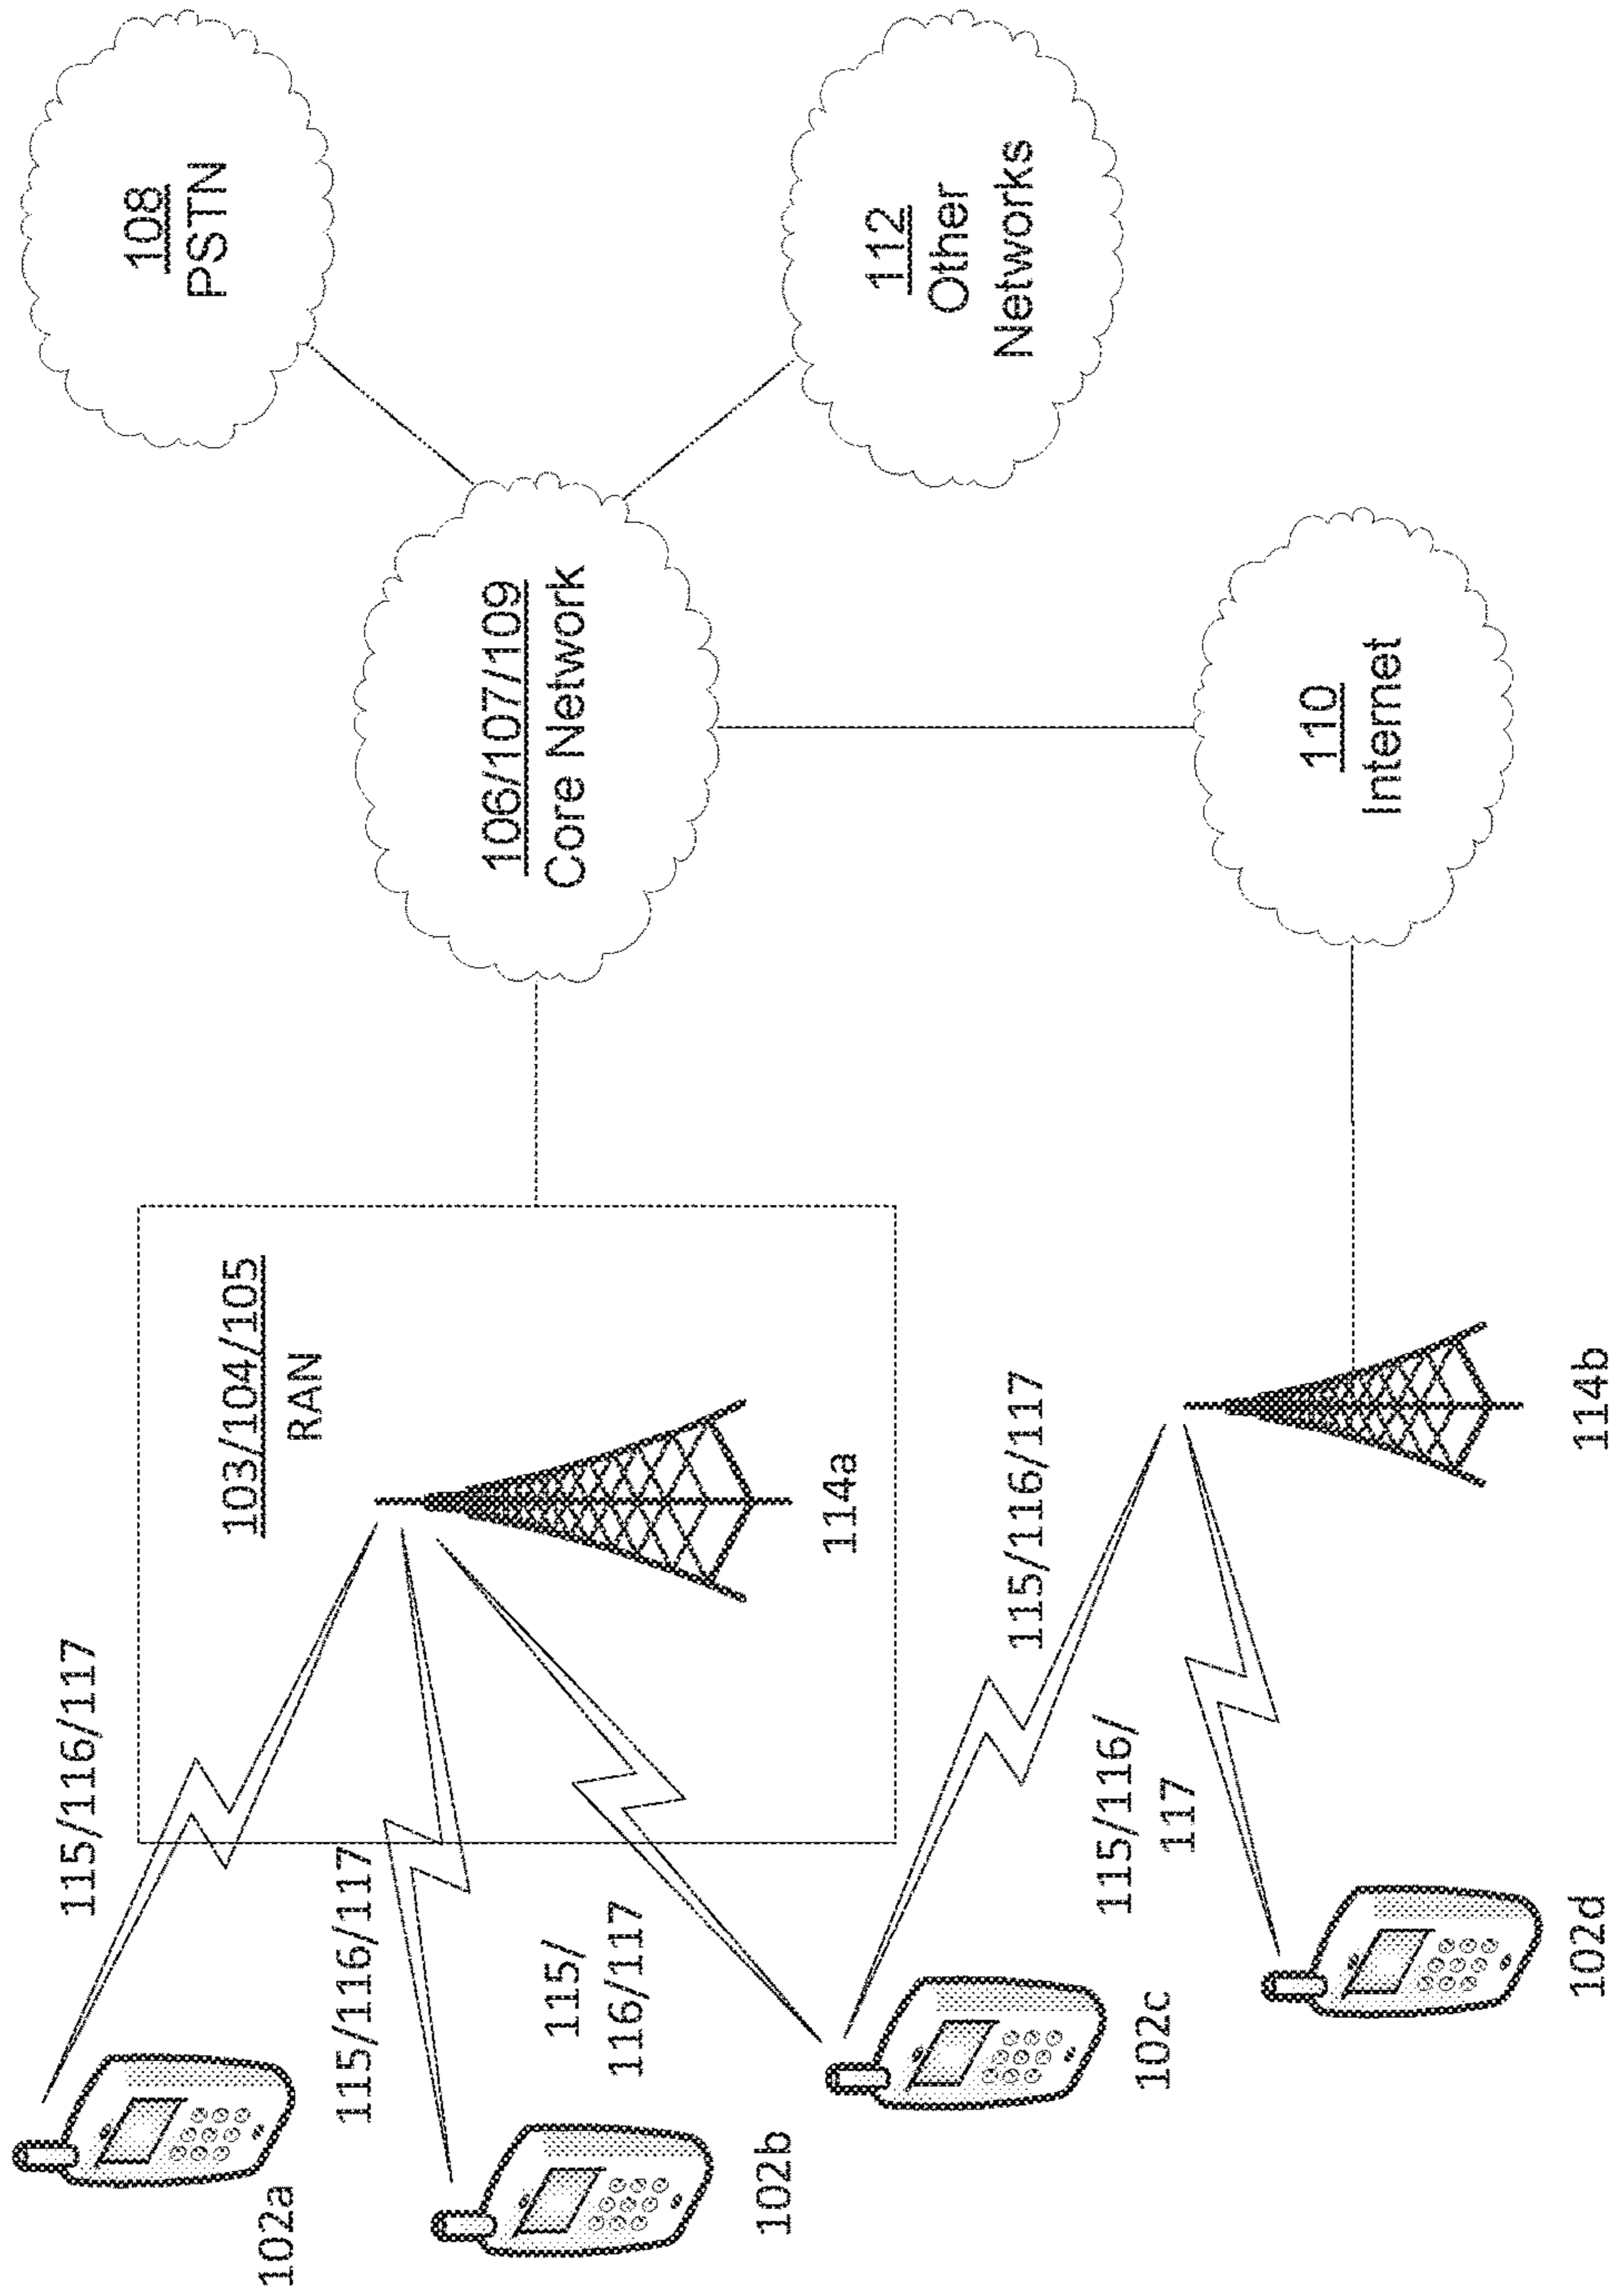 102a
115/116/117
103/104/105
RAN
108
PSTN
102b
115/116/117
115/
116/117
114a
106/107/109
Core Network
112
Other
Networks
102c
115/116/117
115/116/
117
102d
114b
110
Internet